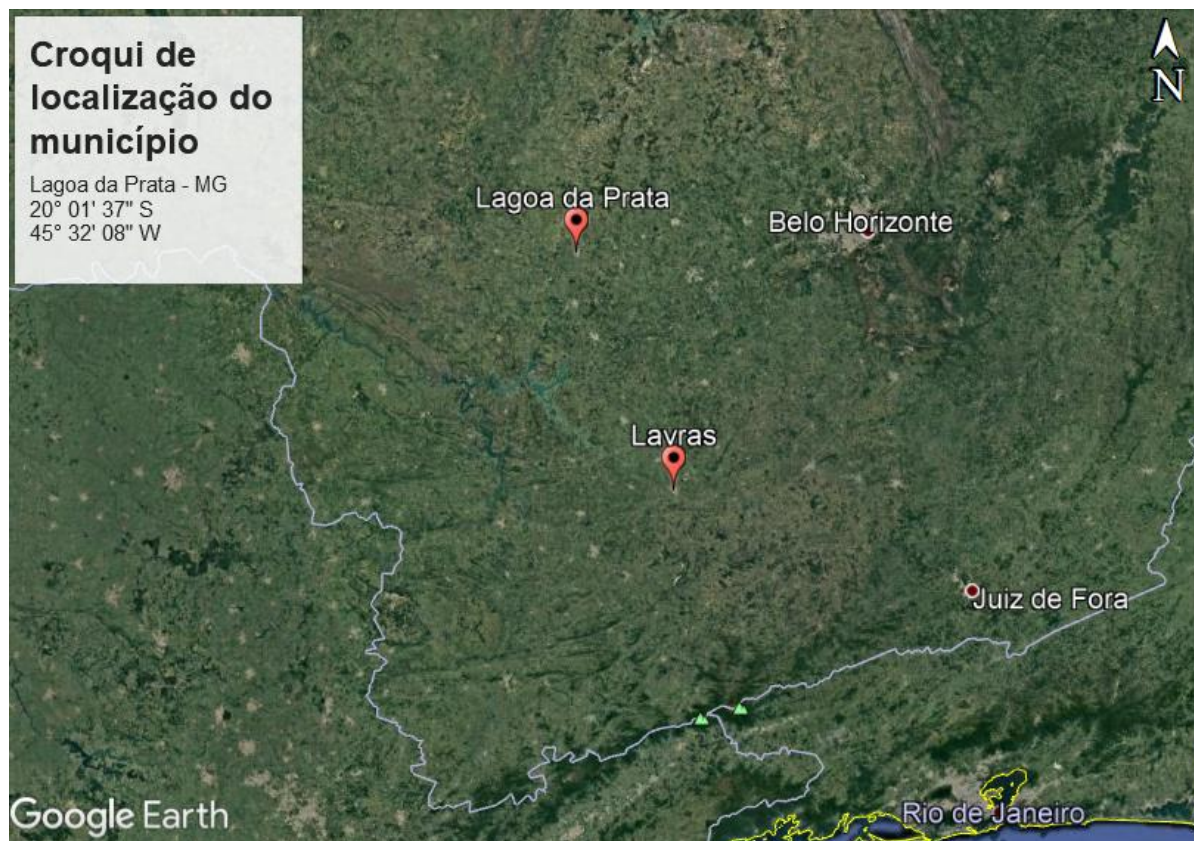 Croqui de
localização do
município
Lagoa da Prata - MG
20° 01' 37" S
45° 32' 08" W
N
Lagoa da Prata
Belo Horizonte
Lavras
Juiz de Fora
Rio de Janeiro
Google Earth